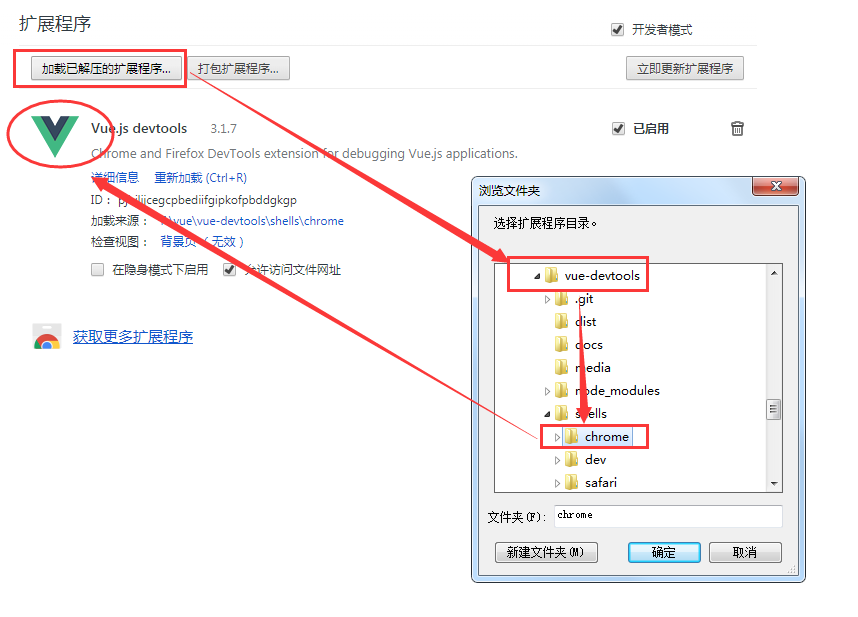 扩展程序
开发者模式
加载已解压的扩展程序...
打包扩展程序...
立即更新扩展程序
Vue.js devtools 3.1.7
已启用
Chrome and Firefox DevTools extension for debugging Vue.js applications.
详细信息 重新加载 (Ctrl+R)
ID：
加载来源： \vue\vue-devtools\shells\chrome
检查视图： 背景页（无效）
在隐身模式下启用
允许访问文件网址
获取更多扩展程序
浏览文件夹
选择扩展程序目录。
vue-devtools
.git
dist
docs
media
node_modules
shells
chrome
dev
safari
文件夹(F): chrome
新建文件夹(M)
确定
取消